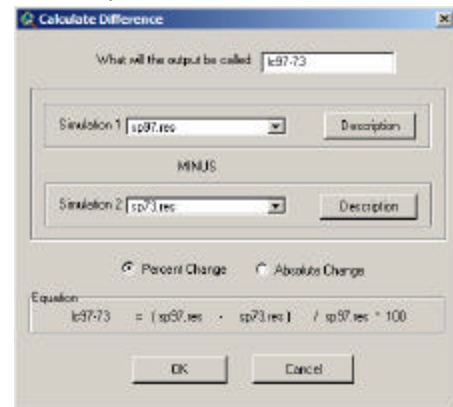 Calculate Difference
What will the output be called lc97-73
Simulation 1 sp97.res Description
MINUS
Simulation 2 sp73.res Description
Percent Change Absolute Change
Equation
lc97-73 = ( sp97.res - sp73.res ) / sp97.res * 100
OK Cancel